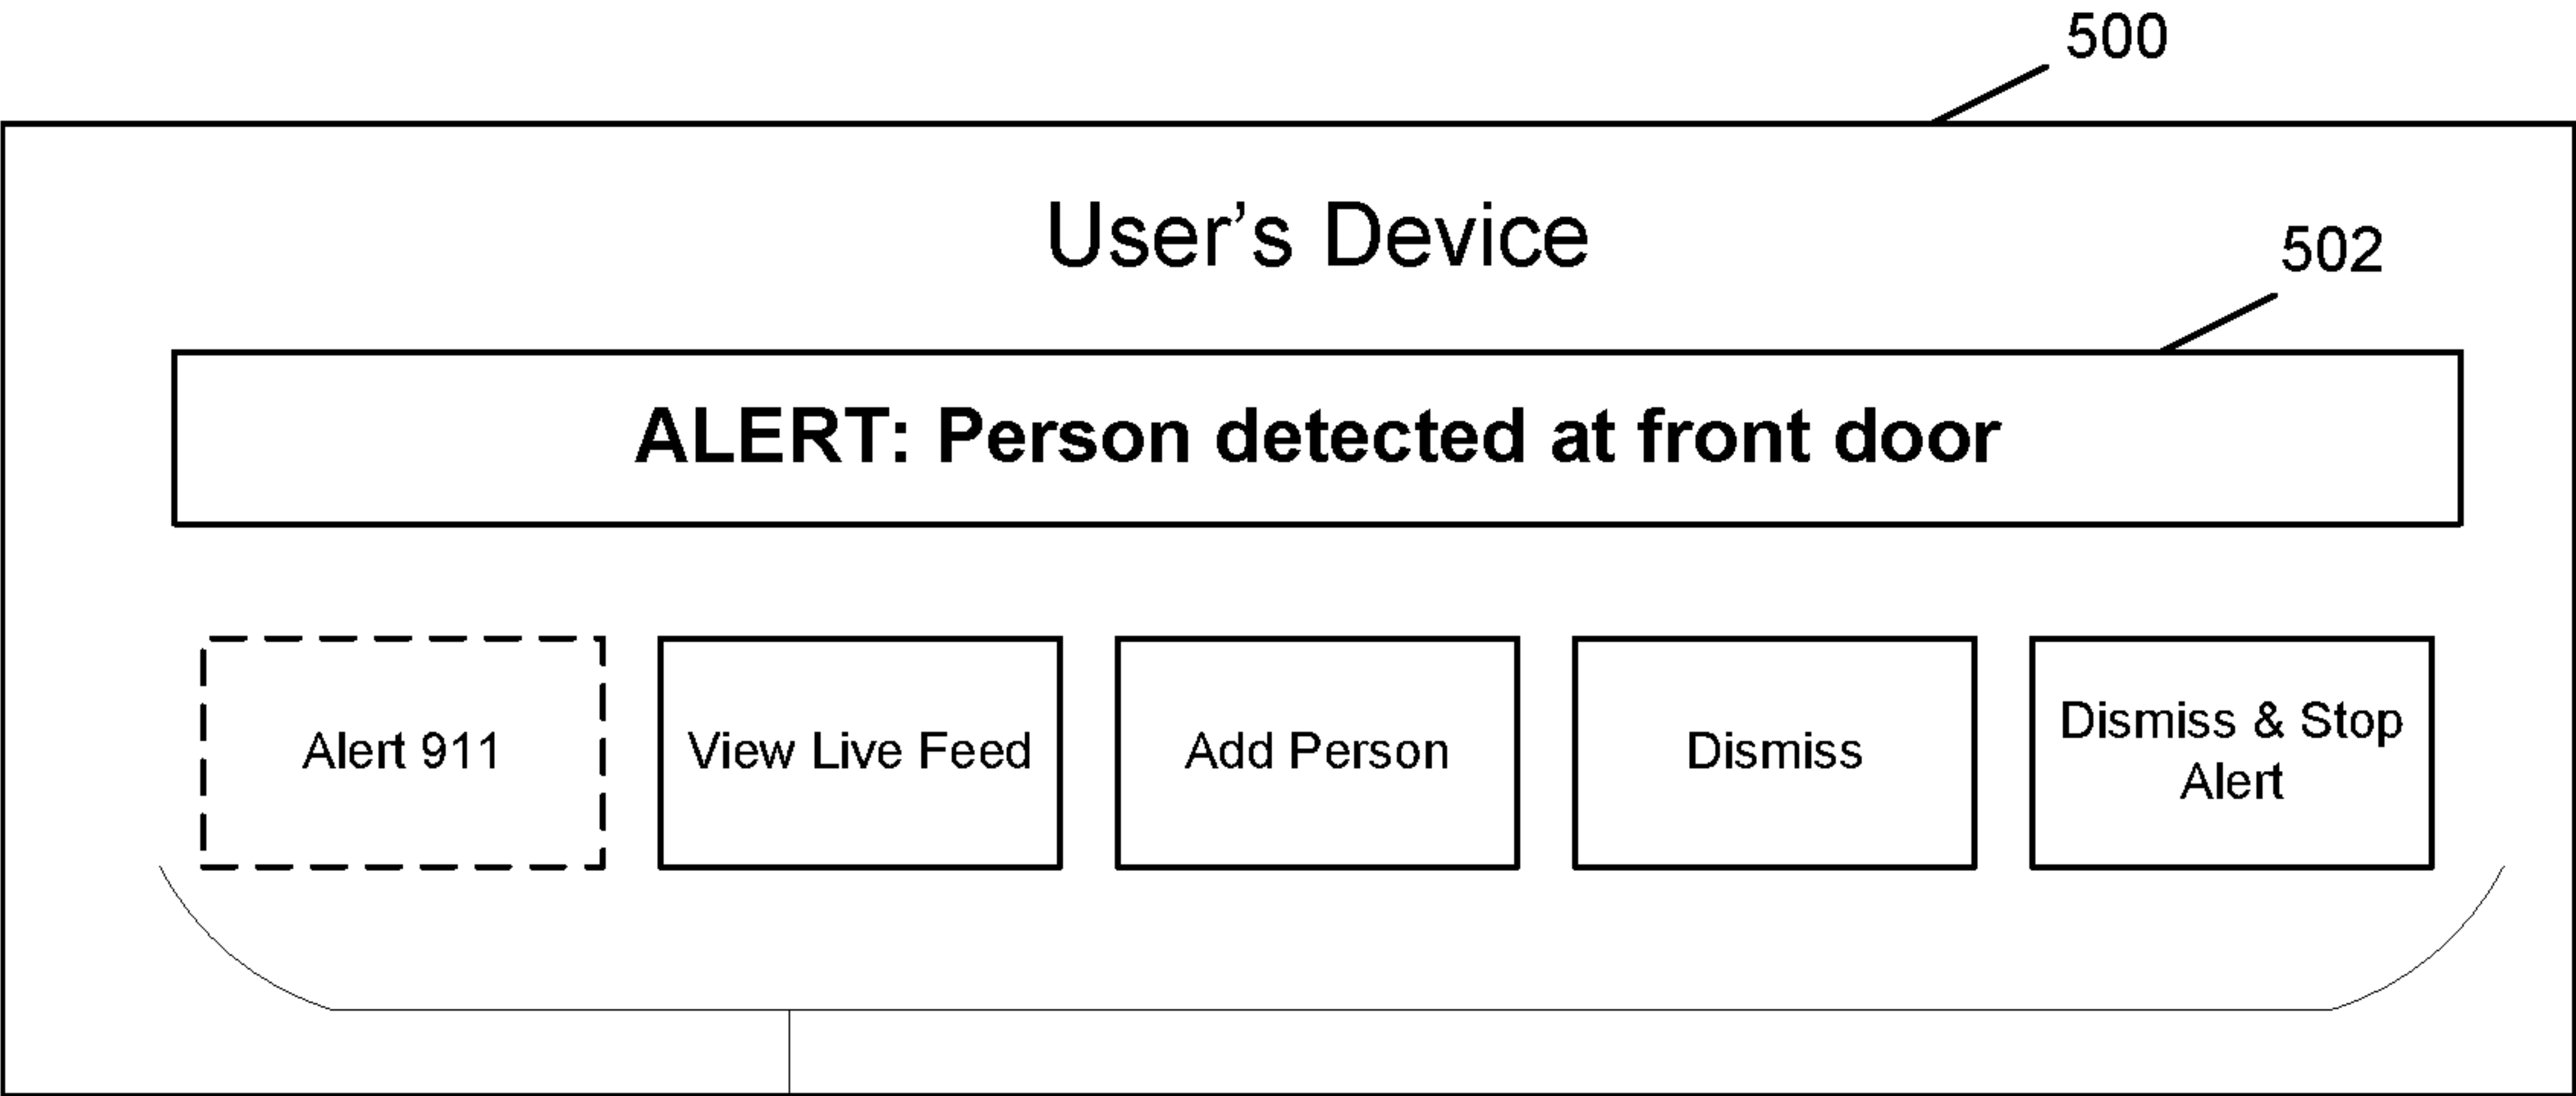 500
User’s Device
502
ALERT: Person detected at front door
Alert 911
View Live Feed
Add Person
Dismiss
Dismiss & Stop
Alert